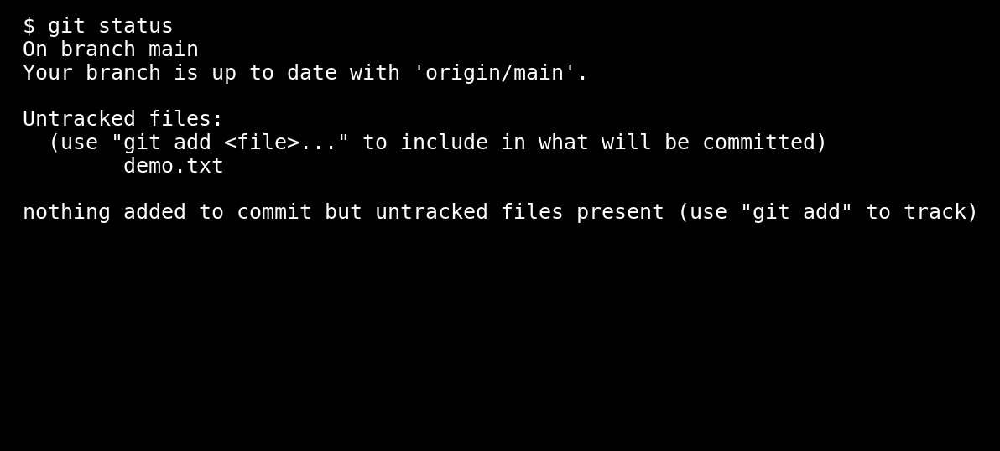 $ git status
On branch main
Your branch is up to date with 'origin/main'.
Untracked files:
  (use "git add <file>..." to include in what will be committed)
        demo.txt
nothing added to commit but untracked files present (use "git add" to track)